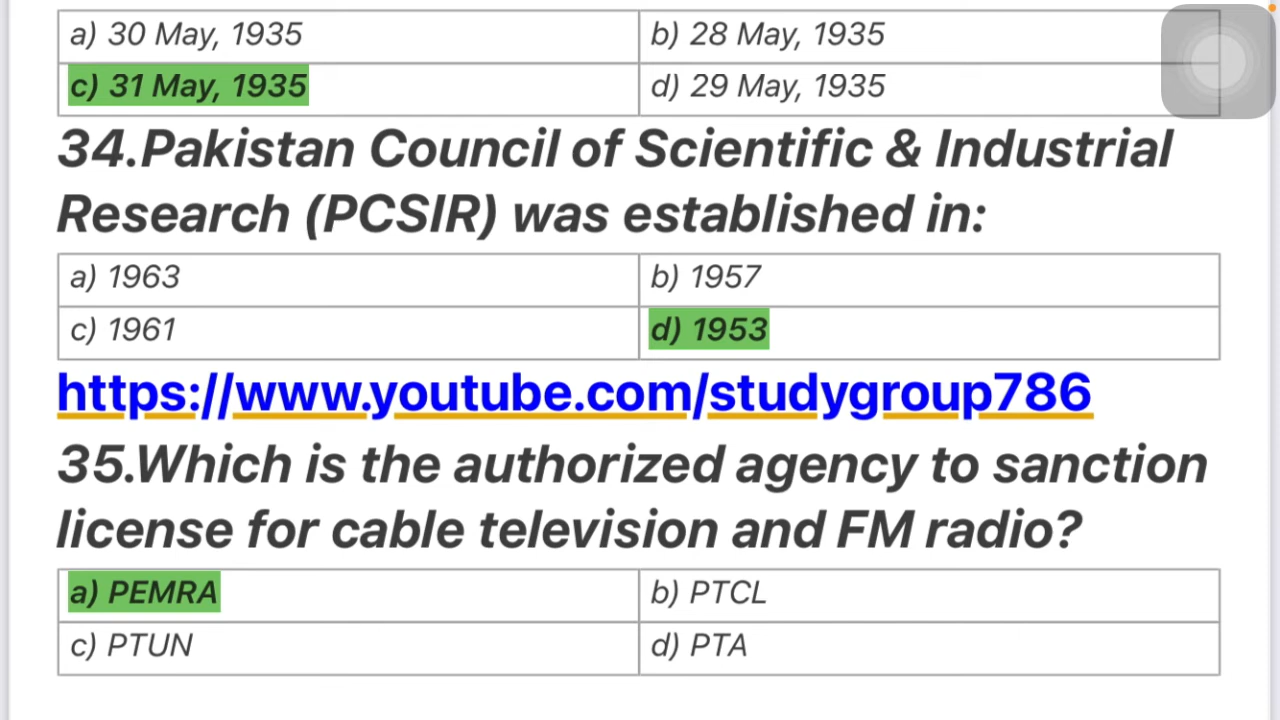 a) 30 May, 1935 b) 28 May, 1935
c) 31 May, 1935 d) 29 May, 1935
34.Pakistan Council of Scientific & Industrial
Research (PCSIR) was established in:
a) 1963 b) 1957
c) 1961 d) 1953
https://www.youtube.com/studygroup786
35.Which is the authorized agency to sanction
license for cable television and FM radio?
a) PEMRA b) PTCL
c) PTUN d) PTA